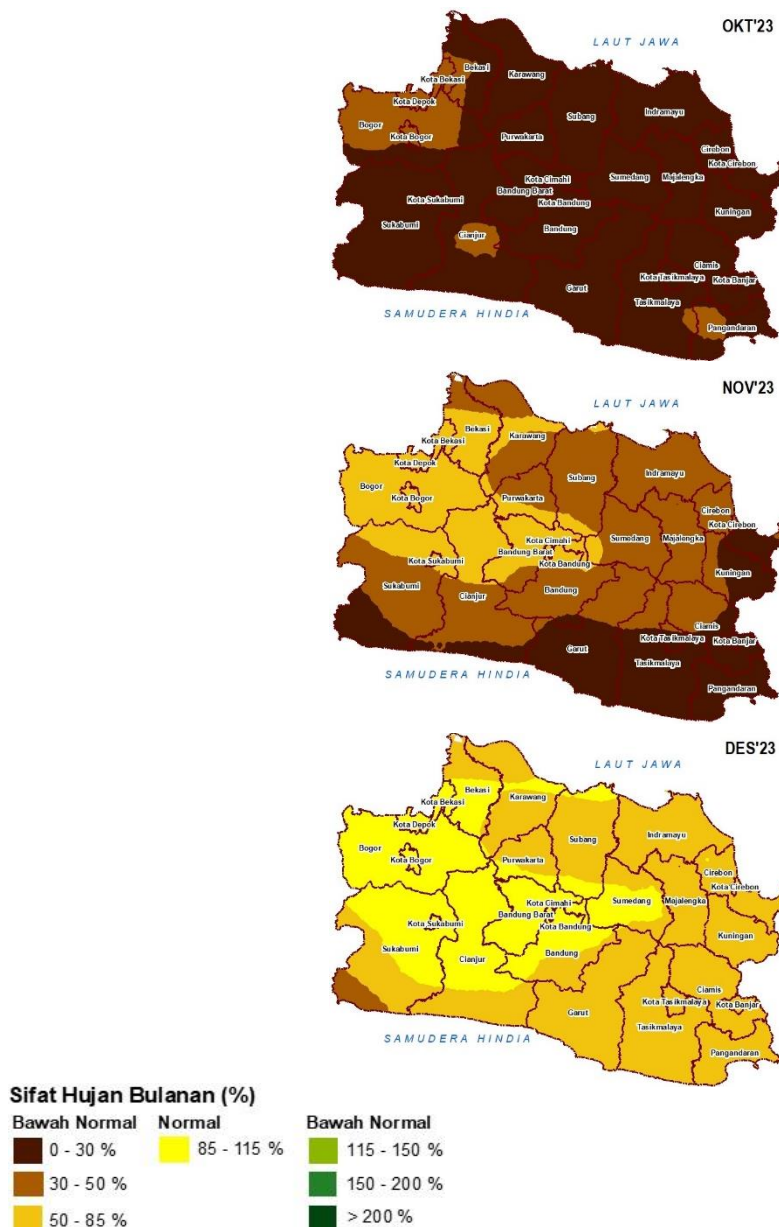 OKT'23
LAUT JAWA
Bekasi
Kota Bekasi
Karawang
Kota Depok
Subang
Indramayu
Bogor
Kota Bogor
Purwakarta
Cirebon
Kota Cirebon
Kota Cimahi
Sumedang
Majalengka
Bandung Barat
Kota Sukabumi
Kota Bandung
Kuningan
Sukabumi
Cianjur
Bandung
Ciamis
Kota Tasikmalaya
Kota Banjar
Garut
Tasikmalaya
SAMUDERA HINDIA
Pangandaran
NOV'23
LAUT JAWA
Bekasi
Kota Bekasi
Karawang
Kota Depok
Subang
Indramayu
Bogor
Kota Bogor
Purwakarta
Cirebon
Kota Cirebon
Kota Cimahi
Sumedang
Majalengka
Bandung Barat
Kota Sukabumi
Kota Bandung
Kuningan
Sukabumi
Cianjur
Bandung
Ciamis
Kota Tasikmalaya
Kota Banjar
Garut
Tasikmalaya
SAMUDERA HINDIA
Pangandaran
DES'23
LAUT JAWA
Bekasi
Kota Bekasi
Karawang
Kota Depok
Subang
Indramayu
Bogor
Kota Bogor
Purwakarta
Cirebon
Kota Cirebon
Kota Cimahi
Sumedang
Majalengka
Bandung Barat
Kota Sukabumi
Kota Bandung
Kuningan
Sukabumi
Cianjur
Bandung
Ciamis
Kota Tasikmalaya
Kota Banjar
Garut
Tasikmalaya
SAMUDERA HINDIA
Pangandaran
Sifat Hujan Bulanan (%)
Bawah Normal
0 - 30 %
30 - 50 %
50 - 85 %
Normal
85 - 115 %
Bawah Normal
115 - 150 %
150 - 200 %
> 200 %